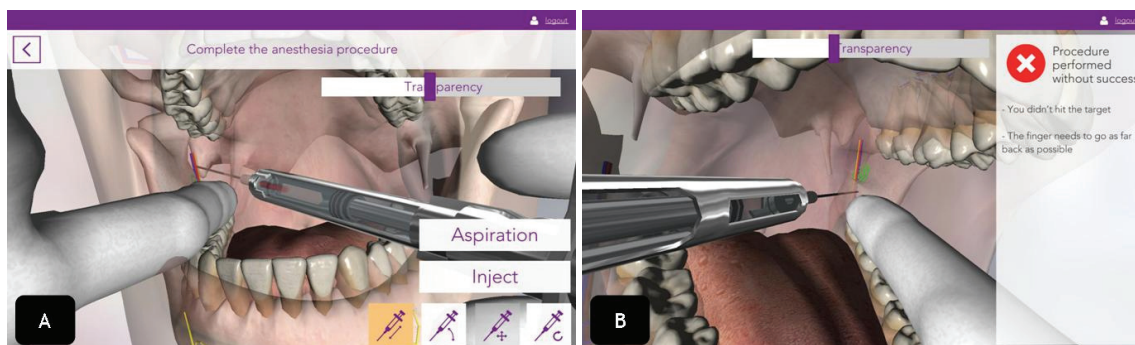 logout
Complete the anesthesia procedure
Transparency
Aspiration
Inject
A
logout
Transparency
Procedure
performed
without success
- You didn't hit the target
- The finger needs to go as far
back as possible
B